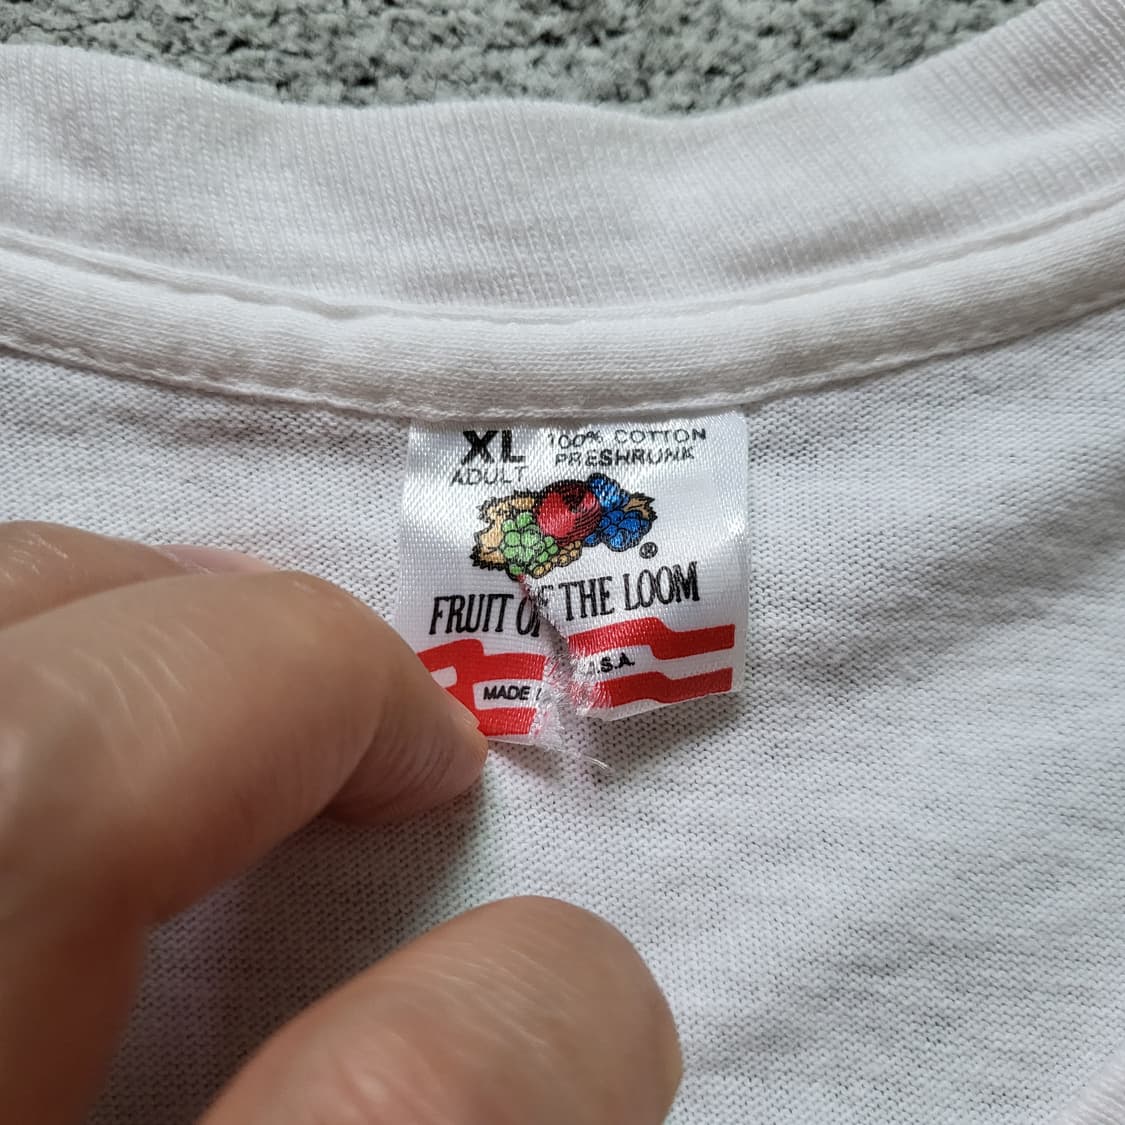 XL
ADULT
100% COTTON
PRESHRUNK
®
FRUIT OF THE LOOM
MADE
.S.A.